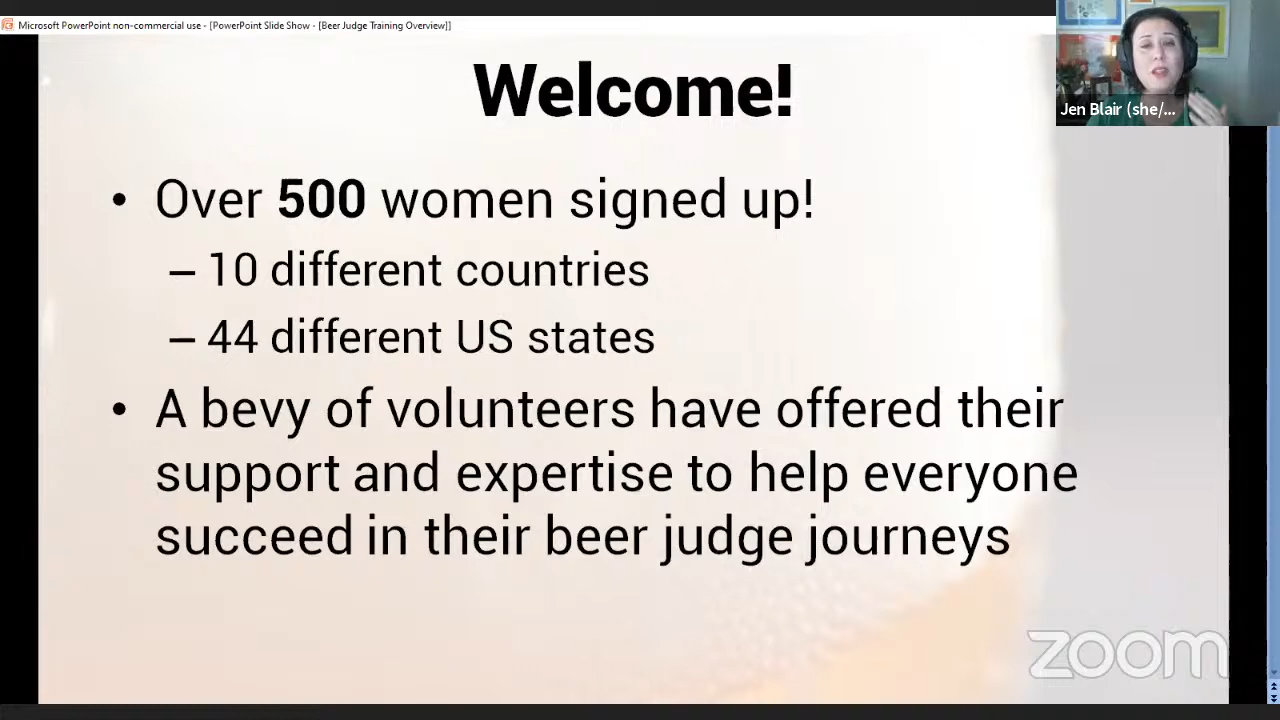 Microsoft PowerPoint non-commercial use - [PowerPoint Slide Show - [Beer Judge Training Overview]]
Jen Blair (she/...
Welcome!
• Over 500 women signed up!
– 10 different countries
– 44 different US states
• A bevy of volunteers have offered their
support and expertise to help everyone
succeed in their beer judge journeys
zoom